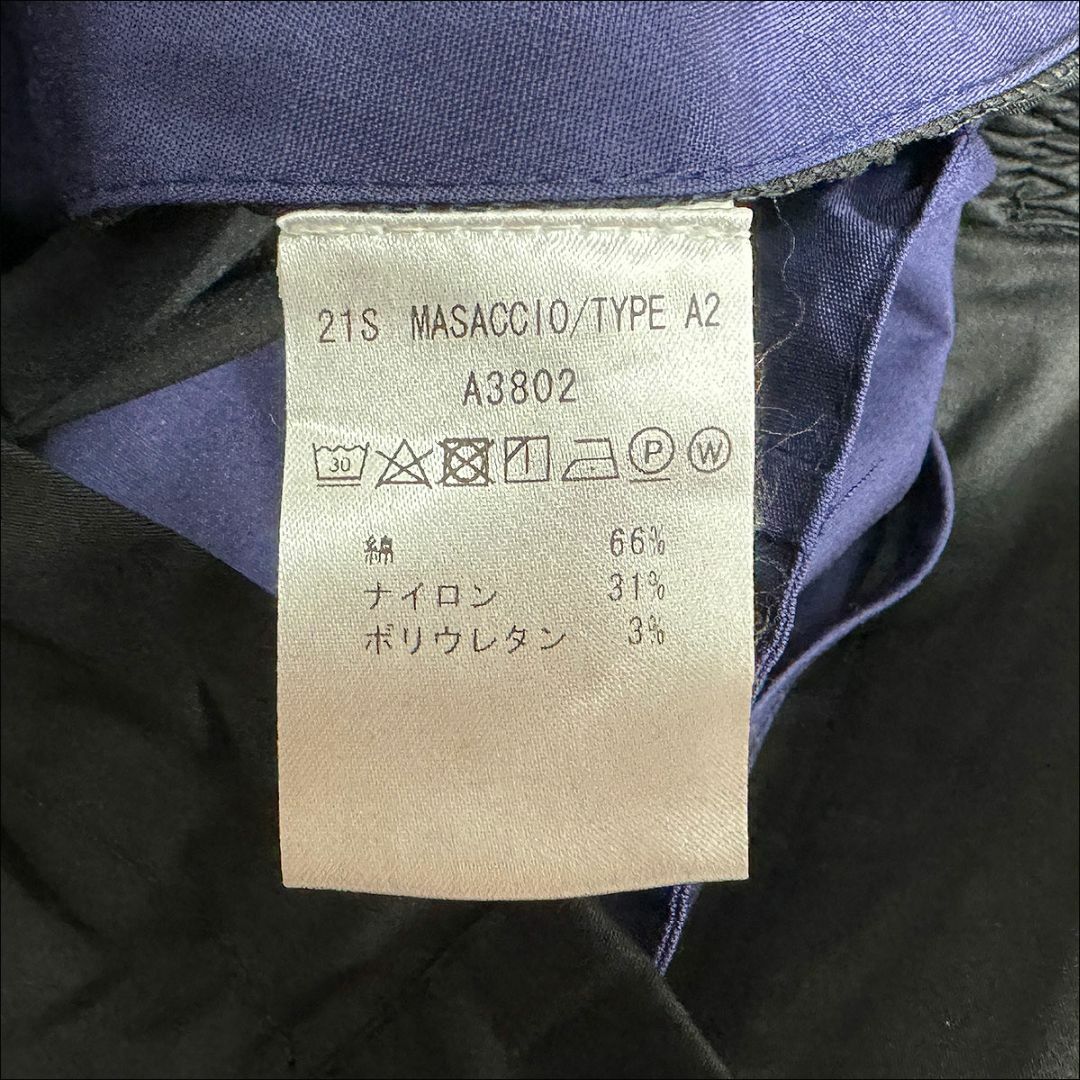 21S MASACCIO/TYPE A2
A3802
30 P W
綿 66%
ナイロン 31%
ポリウレタン 3%